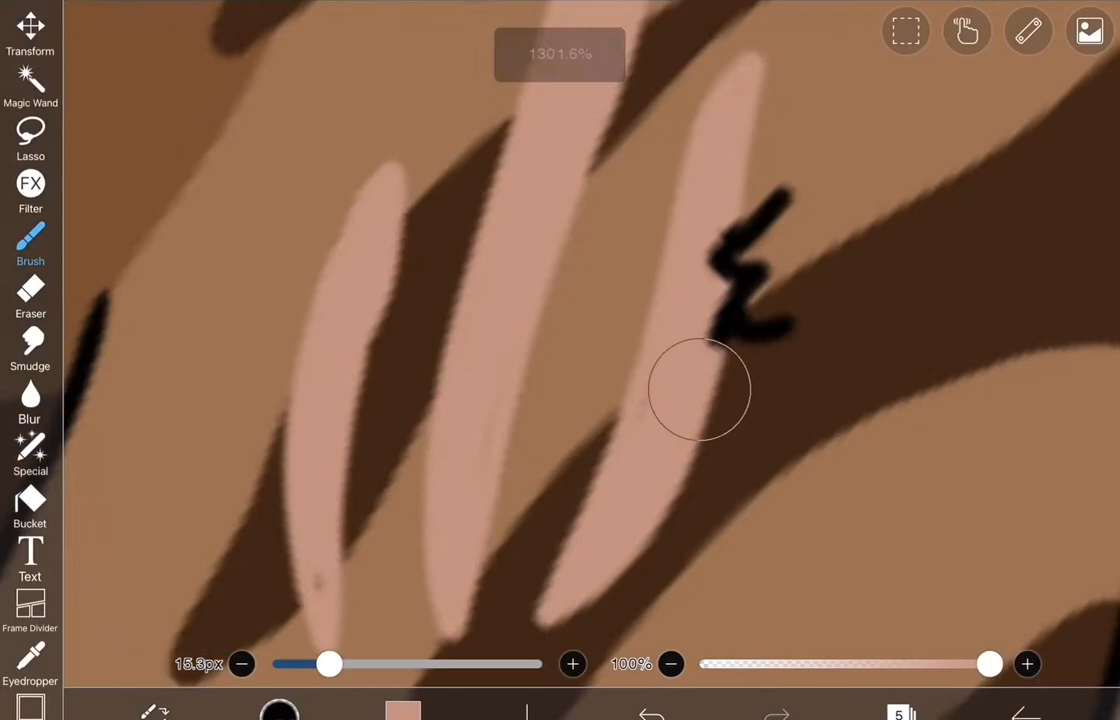 1301.6%
Transform
Magic Wand
Lasso
FX
Filter
Brush
Eraser
Smudge
Blur
Special
Bucket
T
Text
Frame Divider
Eyedropper
15.3px
100%
5